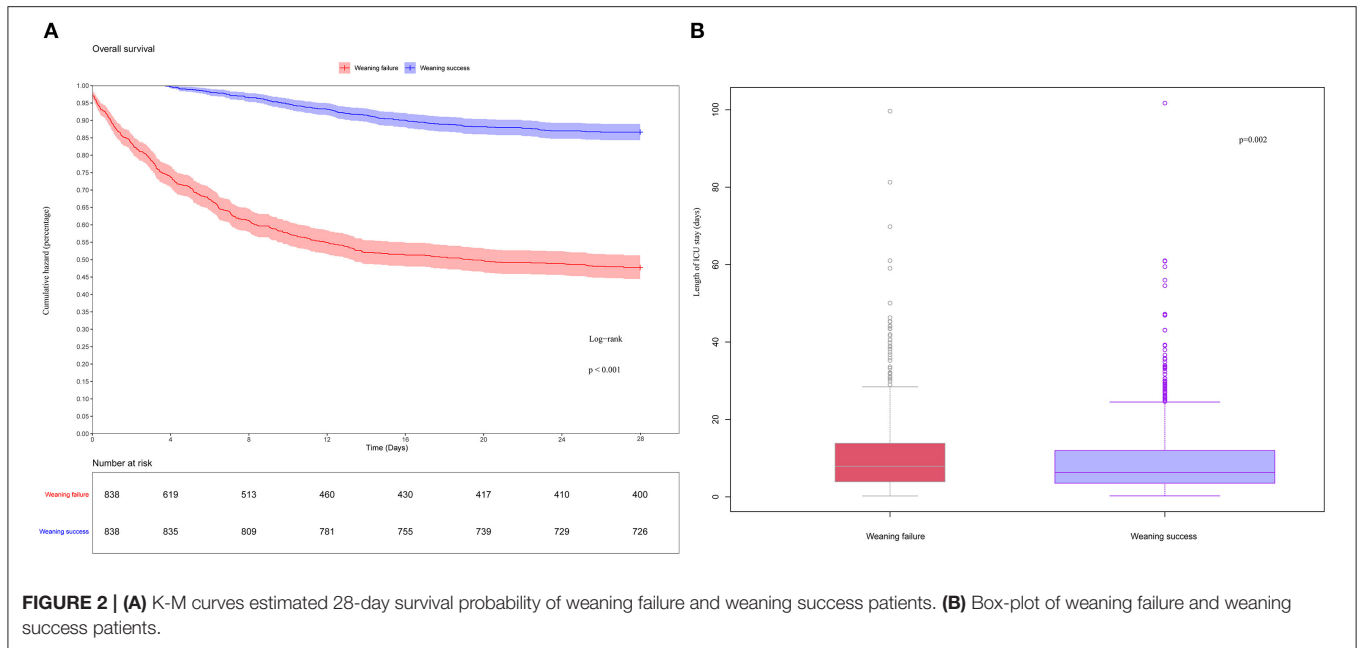 A
Overall survival
Weaning failure Weaning success
Cumulative hazard (percentage)
1.00
0.95
0.90
0.85
0.80
0.75
0.70
0.65
0.60
0.55
0.50
0.45
0.40
0.35
0.30
0.25
0.20
0.15
0.10
0.05
0.00
Log−rank
p < 0.001
0 4 8 12 16 20 24 28
Time (Days)
Number at risk
Weaning failure 838 619 513 460 430 417 410 400
Weaning success 838 835 809 781 755 739 729 726
B
Length of ICU stay (days)
100
80
60
40
20
0
p=0.002
Weaning failure Weaning success
FIGURE 2 | (A) K-M curves estimated 28-day survival probability of weaning failure and weaning success patients. (B) Box-plot of weaning failure and weaning
success patients.